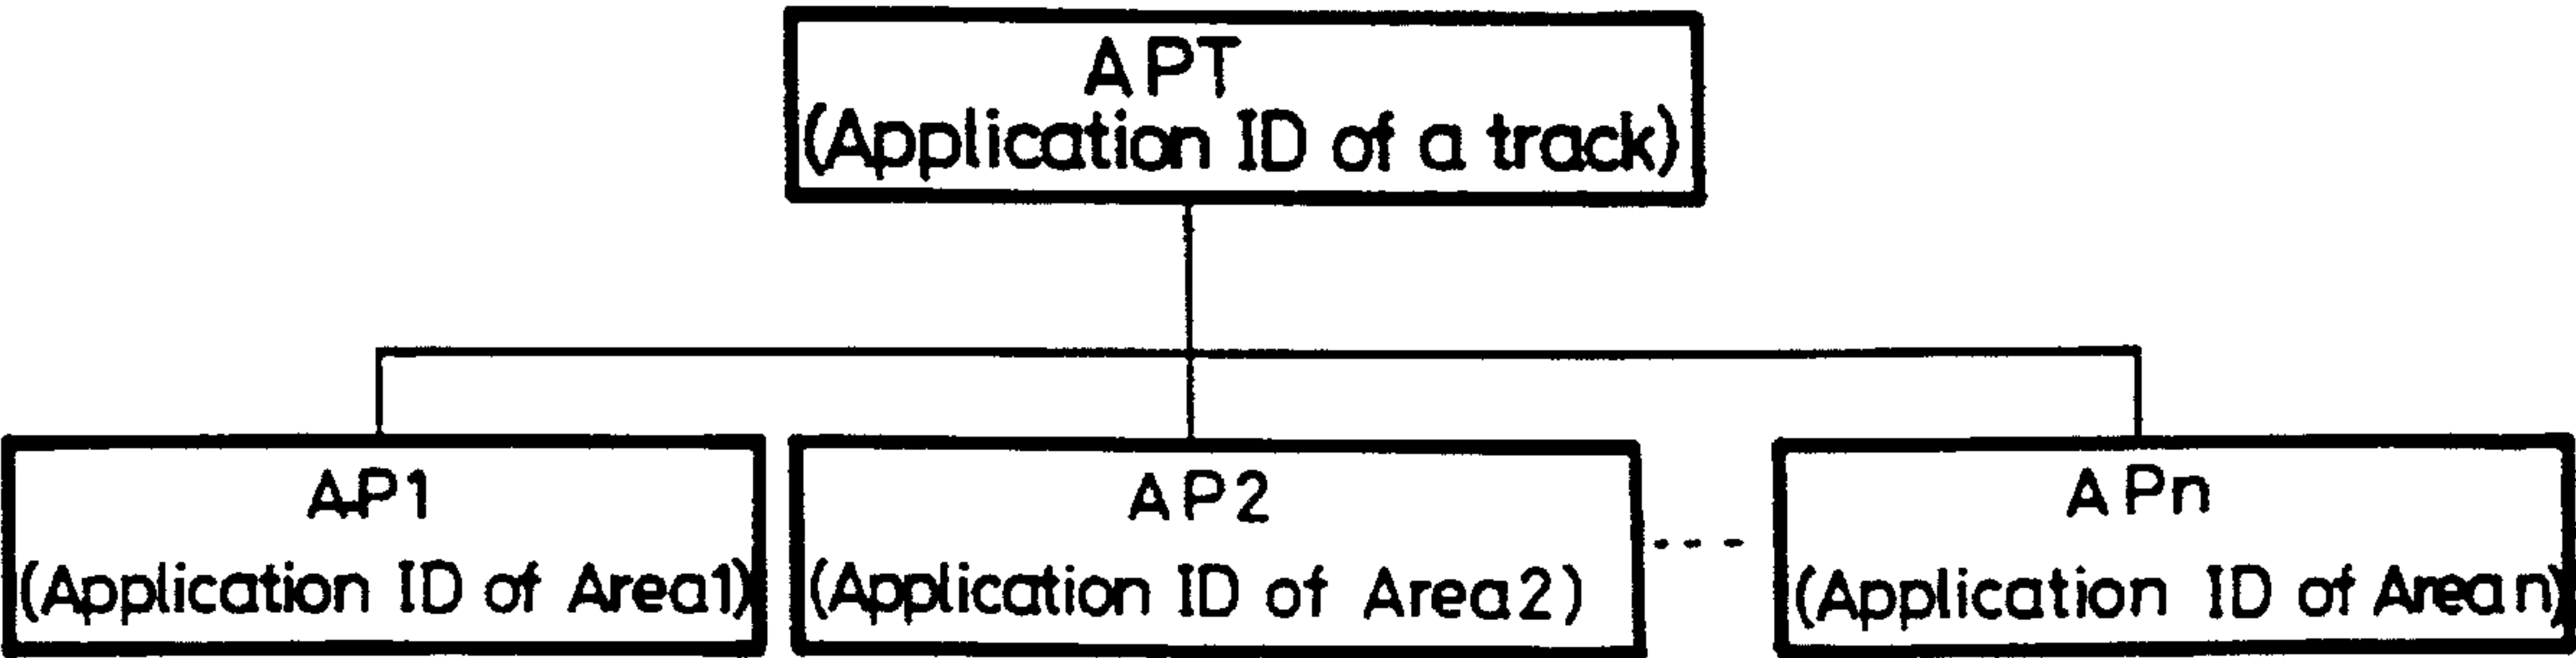 APT
(Application ID of a track)
AP1
(Application ID of Area1)
AP2
(Application ID of Area2)
APn
(Application ID of Area n)